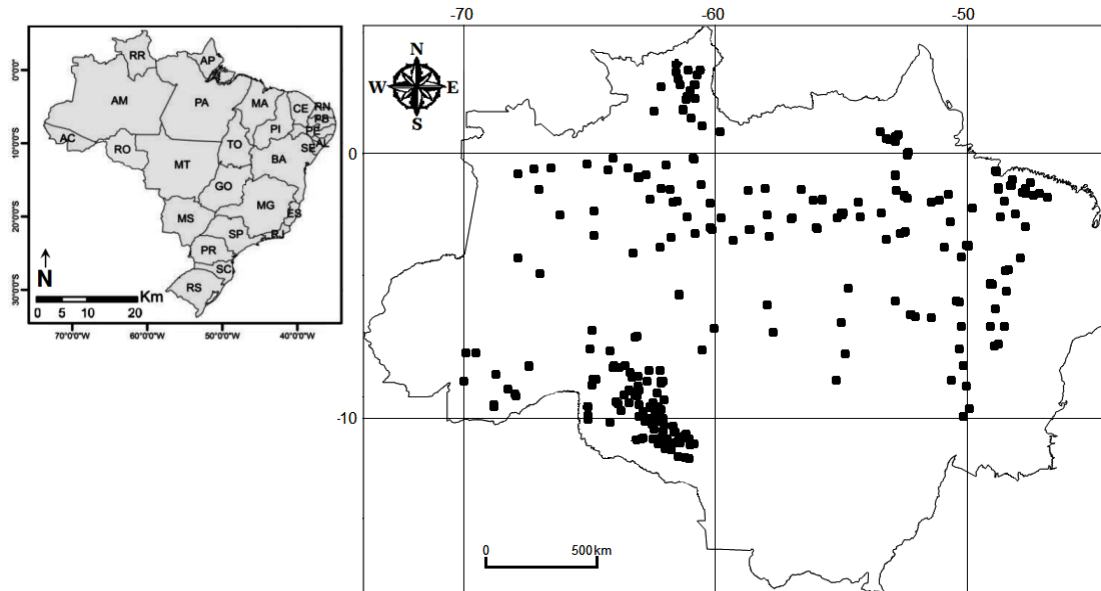 -70 -60 -50
N
W E
S
0
-10
0 500 km
0°0'0"
10°0'0"S
20°0'0"S
30°0'0"S
RR AP
AM PA MA CE RN
PB
PI PE
AC AL
RO TO SE
MT BA
GO
MG
MS ES
SP RJ
PR
SC
RS
N
Km
0 5 10 20
70°0'0"W 60°0'0"W 50°0'0"W 40°0'0"W